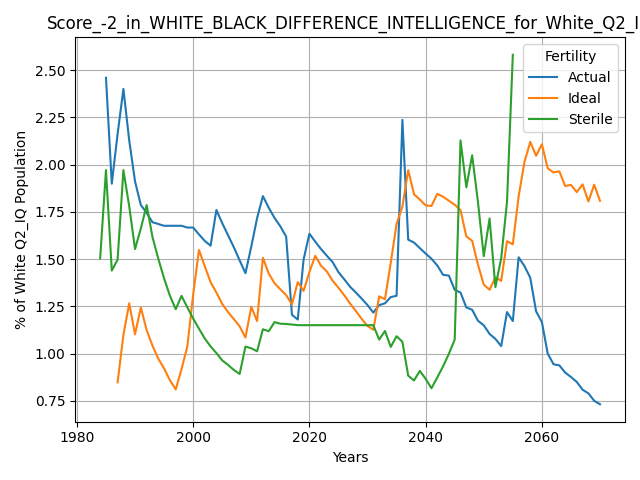 Score_-2_in_WHITE_BLACK_DIFFERENCE_INTELLIGENCE_for_White_Q2_I
Fertility
Actual
Ideal
Sterile
% of White Q2_IQ Population
2.50
2.25
2.00
1.75
1.50
1.25
1.00
0.75
1980
2000
2020
2040
2060
Years